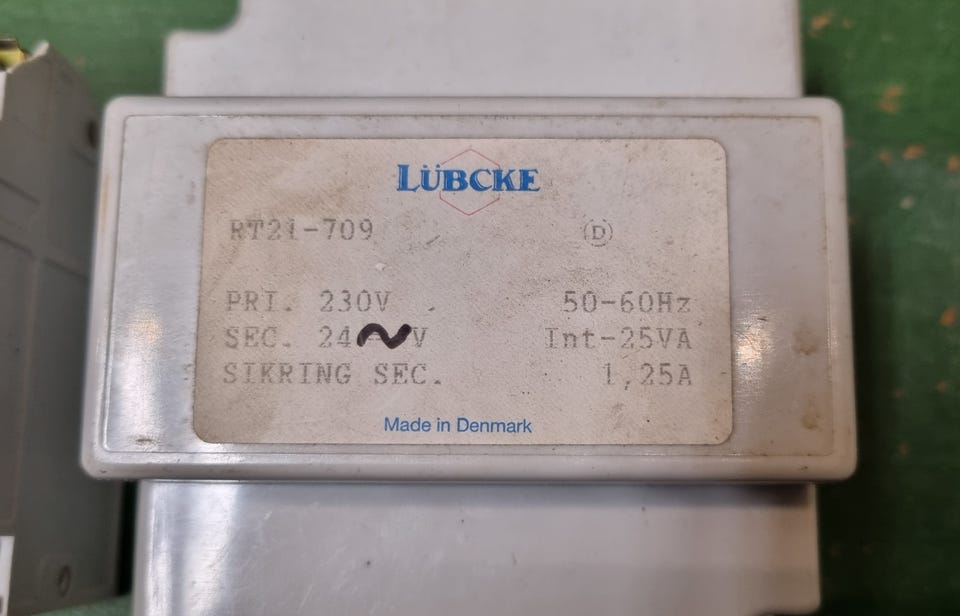 LÜBCKE
RT21-709 Ⓓ
PRI. 230V 50-60Hz
SEC. 24~V Int-25VA
SIKRING SEC. 1,25A
Made in Denmark